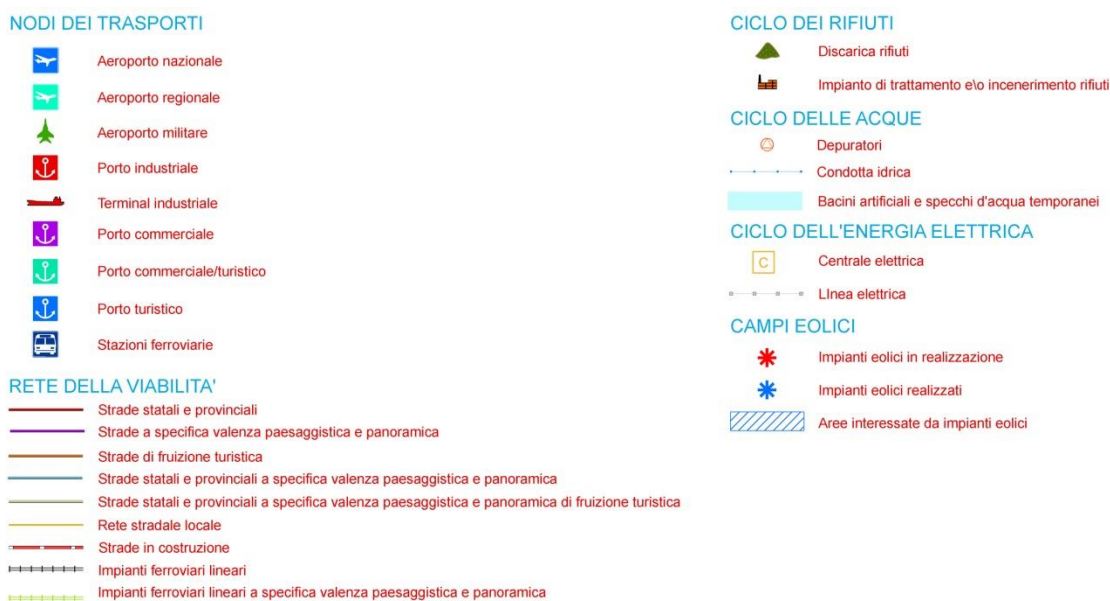 NODI DEI TRASPORTI
Aeroporto nazionale
Aeroporto regionale
Aeroporto militare
Porto industriale
Terminal industriale
Porto commerciale
Porto commerciale/turistico
Porto turistico
Stazioni ferroviarie
RETE DELLA VIABILITA'
Strade statali e provinciali
Strade a specifica valenza paesaggistica e panoramica
Strade di fruizione turistica
Strade statali e provinciali a specifica valenza paesaggistica e panoramica
Strade statali e provinciali a specifica valenza paesaggistica e panoramica di fruizione turistica
Rete stradale locale
Strade in costruzione
Impianti ferroviari lineari
Impianti ferroviari lineari a specifica valenza paesaggistica e panoramica
CICLO DEI RIFIUTI
Discarica rifiuti
Impianto di trattamento e\o incenerimento rifiuti
CICLO DELLE ACQUE
Depuratori
Condotta idrica
Bacini artificiali e specchi d'acqua temporanei
CICLO DELL'ENERGIA ELETTRICA
C
Centrale elettrica
LInea elettrica
CAMPI EOLICI
Impianti eolici in realizzazione
Impianti eolici realizzati
Aree interessate da impianti eolici